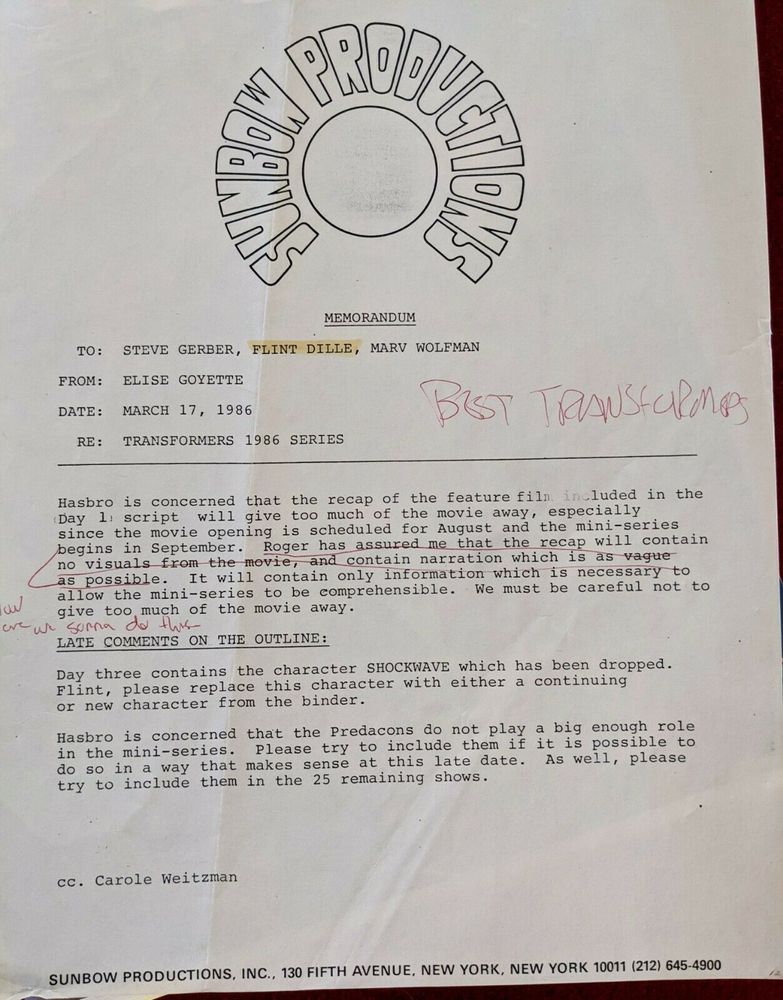 SUNBOW PRODUCTIONS
MEMORANDUM
TO: STEVE GERBER, FLINT DILLE, MARV WOLFMAN
FROM: ELISE GOYETTE
DATE: MARCH 17, 1986
BEST TRANSFORMERS
RE: TRANSFORMERS 1986 SERIES
Hasbro is concerned that the recap of the feature film included in the
Day 1 script will give too much of the movie away, especially
since the movie opening is scheduled for August and the mini-series
begins in September. Roger has assured me that the recap will contain
no visuals from the movie, and contain narration which is as vague
as possible. It will contain only information which is necessary to
allow the mini-series to be comprehensible. We must be careful not to
give too much of the movie away.
are we gonna do this
LATE COMMENTS ON THE OUTLINE:
Day three contains the character SHOCKWAVE which has been dropped.
Flint, please replace this character with either a continuing
or new character from the binder.
Hasbro is concerned that the Predacons do not play a big enough role
in the mini-series. Please try to include them if it is possible to
do so in a way that makes sense at this late date. As well, please
try to include them in the 25 remaining shows.
cc. Carole Weitzman
SUNBOW PRODUCTIONS, INC., 130 FIFTH AVENUE, NEW YORK, NEW YORK 10011 (212) 645-4900